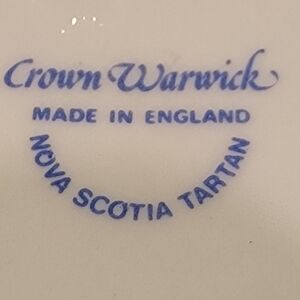 Crown Warwick
MADE IN ENGLAND
NOVA SCOTIA TARTAN